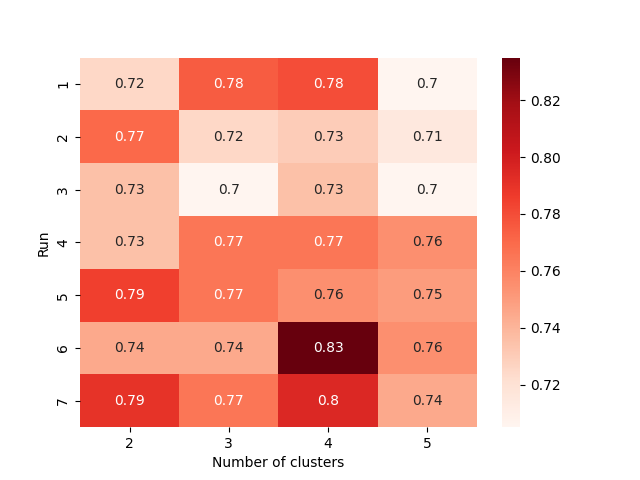 1 0.72 0.78 0.78 0.7
2 0.77 0.72 0.73 0.71
3 0.73 0.7 0.73 0.7
4 0.73 0.77 0.77 0.76
5 0.79 0.77 0.76 0.75
6 0.74 0.74 0.83 0.76
7 0.79 0.77 0.8 0.74
2 3 4 5
Number of clusters
Run
0.82
0.80
0.78
0.76
0.74
0.72